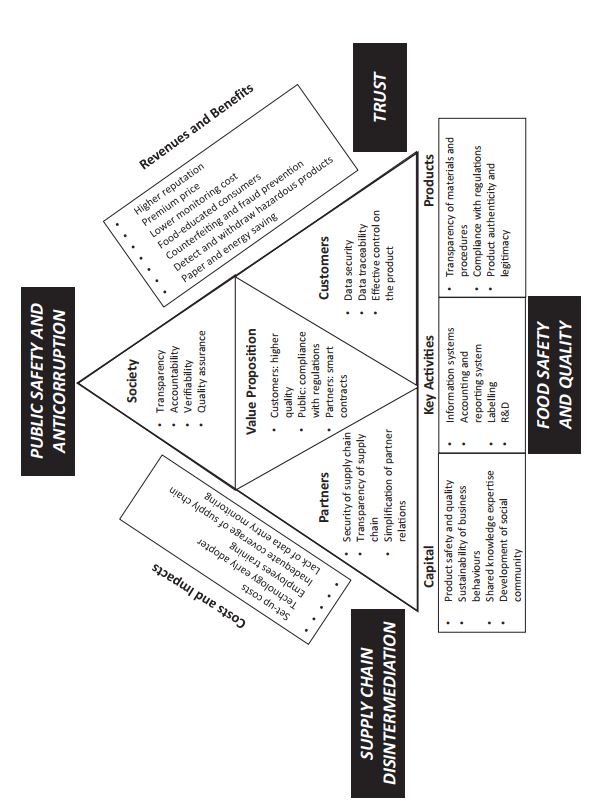 PUBLIC SAFETY AND
ANTICORRUPTION
Costs and Impacts
• Set-up costs
• Technology early adopter
• Employees training
• Inadequate coverage of supply chain
• Lack of data entry monitoring
Society
• Transparency
• Accountability
• Verifiability
• Quality assurance
Revenues and Benefits
• Higher reputation
• Premium price
• Lower monitoring cost
• Food educated consumers
• Counterfeiting and fraud prevention
• Detect and withdraw hazardous products
• Paper and energy saving
Value Proposition
• Customers: higher
quality
• Public: compliance
with regulations
• Partners: smart
contracts
Partners
• Security of supply chain
• Transparency of supply
chain
• Simplification of partner
relations
Customers
• Data security
• Data traceability
• Effective control on
the product
SUPPLY CHAIN
DISINTERMEDIATION
TRUST
Capital
• Product safety and quality
• Sustainability of business
behaviours
• Shared knowledge expertise
• Development of social
community
Key Activities
• Information systems
• Accounting and
reporting system
• Labelling
• R&D
Products
• Transparency of materials and
procedures
• Compliance with regulations
• Product authenticity and
legitimacy
FOOD SAFETY
AND QUALITY